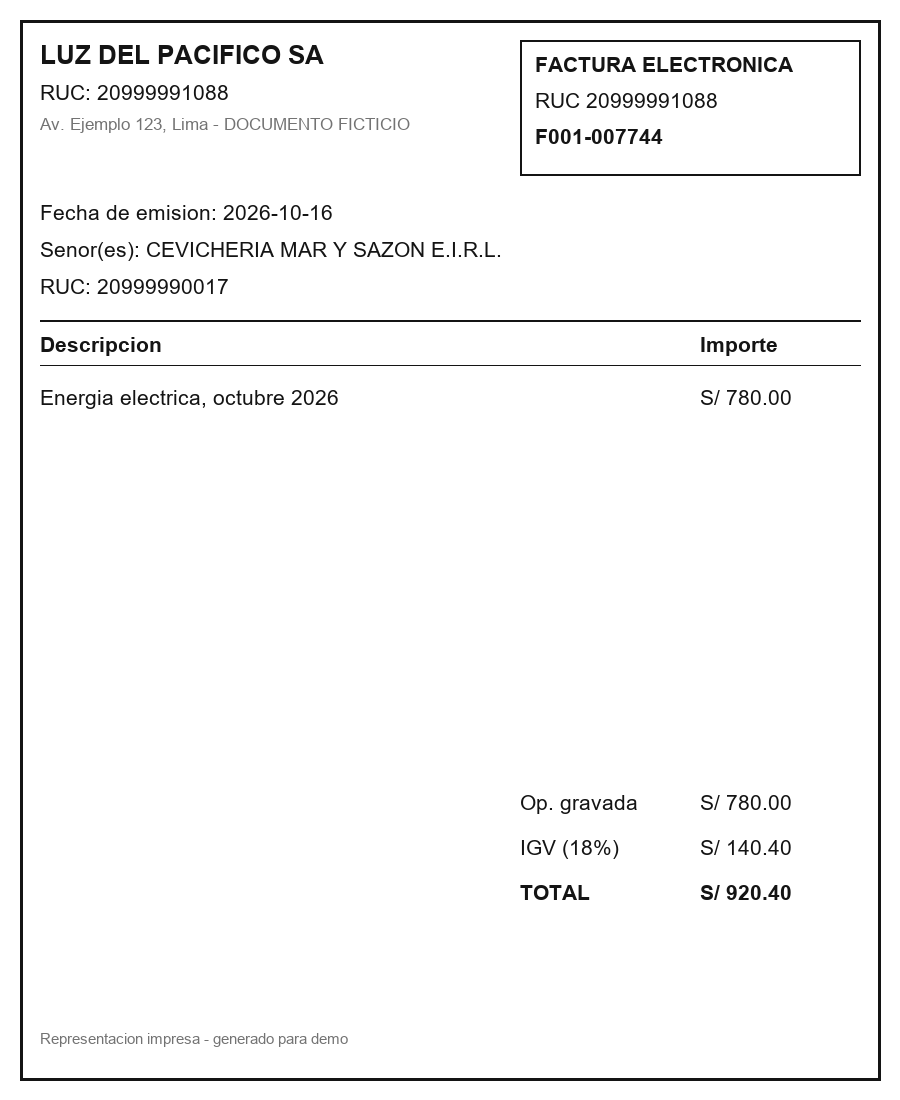 LUZ DEL PACIFICO SA
RUC: 20999991088
Av. Ejemplo 123, Lima - DOCUMENTO FICTICIO
FACTURA ELECTRONICA
RUC 20999991088
F001-007744
Fecha de emision: 2026-10-16
Senor(es): CEVICHERIA MAR Y SAZON E.I.R.L.
RUC: 20999990017
Descripcion Importe
Energia electrica, octubre 2026 S/ 780.00
Op. gravada S/ 780.00
IGV (18%) S/ 140.40
TOTAL S/ 920.40
Representacion impresa - generado para demo